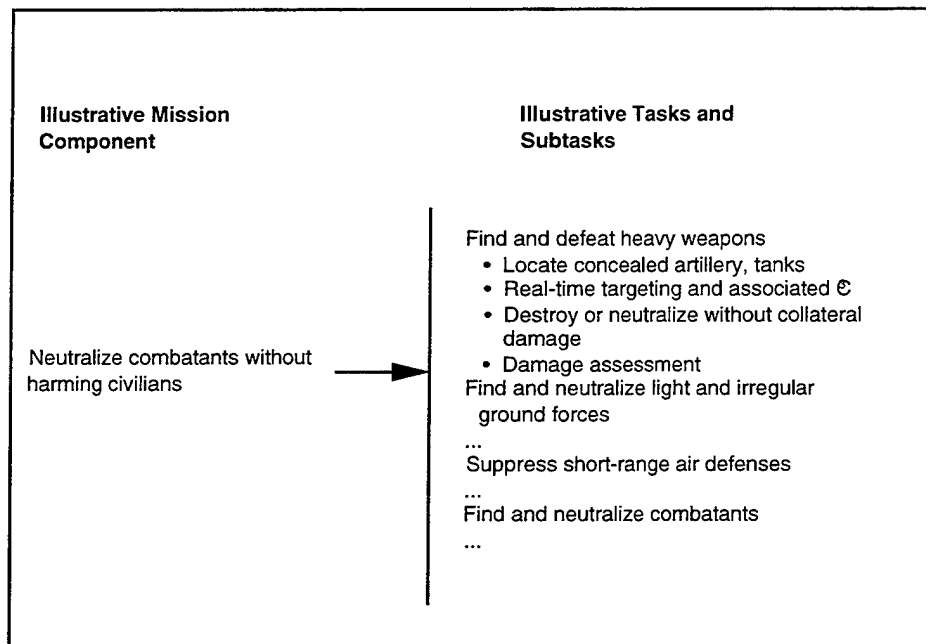 Illustrative Mission
Component
Illustrative Tasks and
Subtasks
Neutralize combatants without
harming civilians
Find and defeat heavy weapons
• Locate concealed artillery, tanks
• Real-time targeting and associated
• Destroy or neutralize without collateral
damage
• Damage assessment
Find and neutralize light and irregular
ground forces
...
Suppress short-range air defenses
...
Find and neutralize combatants
...